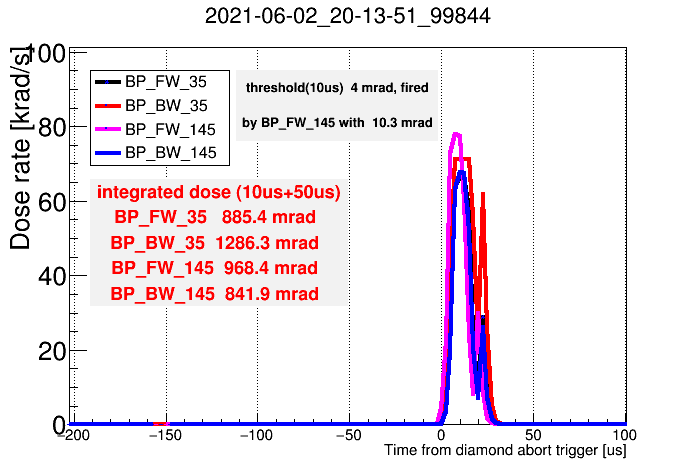 2021-06-02_20-13-51_99844
Dose rate [krad/s]
100
80
60
40
20
0
BP_FW_35
BP_BW_35
BP_FW_145
BP_BW_145
threshold(10us)  4 mrad, fired
by BP_FW_145 with  10.3 mrad
integrated dose (10us+50us)
BP_FW_35   885.4 mrad
BP_BW_35  1286.3 mrad
BP_FW_145  968.4 mrad
BP_BW_145  841.9 mrad
−200 −150 −100 −50 0 50 100
Time from diamond abort trigger [us]